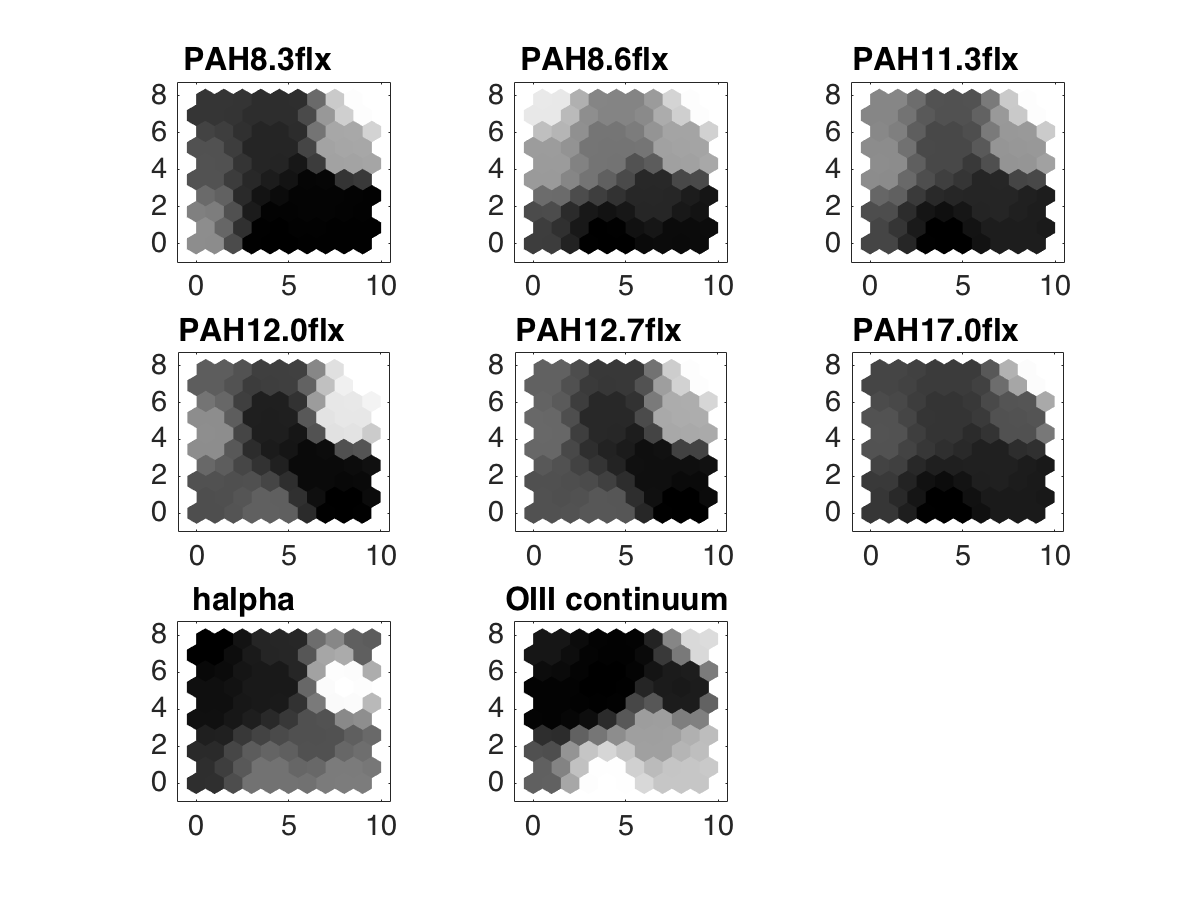 PAH8.3flx PAH8.6flx PAH11.3flx
8 8 8
6 6 6
4 4 4
2 2 2
0 0 0
0 5 10 0 5 10 0 5 10
PAH12.0flx PAH12.7flx PAH17.0flx
8 8 8
6 6 6
4 4 4
2 2 2
0 0 0
0 5 10 0 5 10 0 5 10
halpha OIII continuum
8 8
6 6
4 4
2 2
0 0
0 5 10 0 5 10